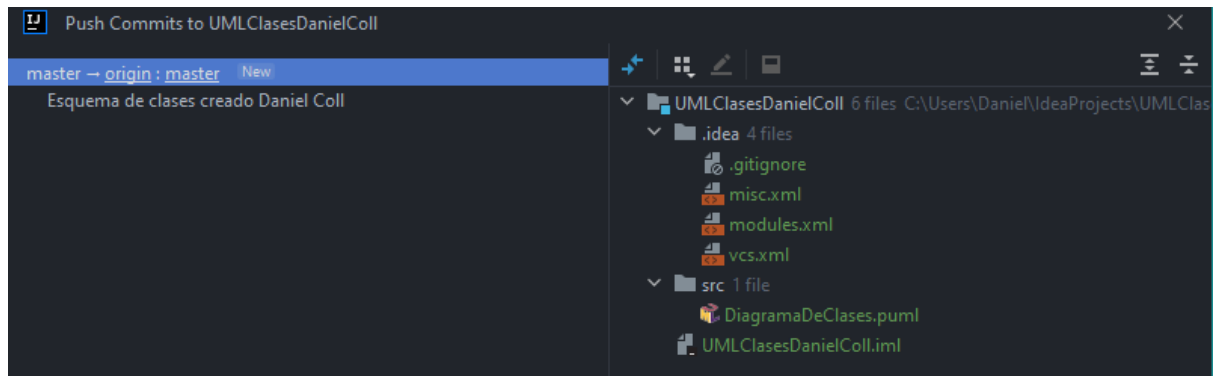 IJ Push Commits to UMLClasesDanielColl
master → origin : master New
Esquema de clases creado Daniel Coll
UMLClasesDanielColl 6 files C:\Users\Daniel\IdeaProjects\UMLClas
.idea 4 files
.gitignore
misc.xml
modules.xml
vcs.xml
src 1 file
DiagramaDeClases.puml
UMLClasesDanielColl.iml